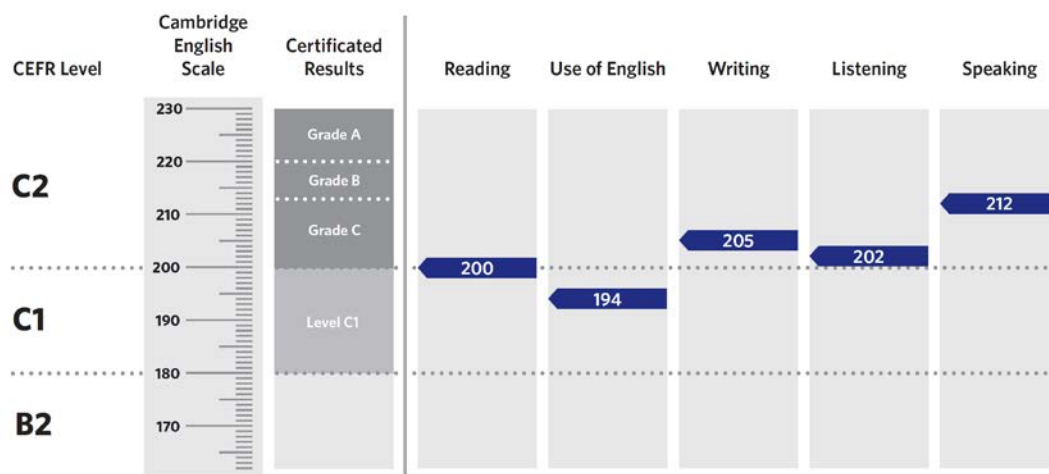 CEFR Level
Cambridge
English
Scale
Certificated
Results
Reading
Use of English
Writing
Listening
Speaking
230
Grade A
220
C2
Grade B
210
212
Grade C
205
202
200
200
194
C1
190
Level C1
180
B2
170